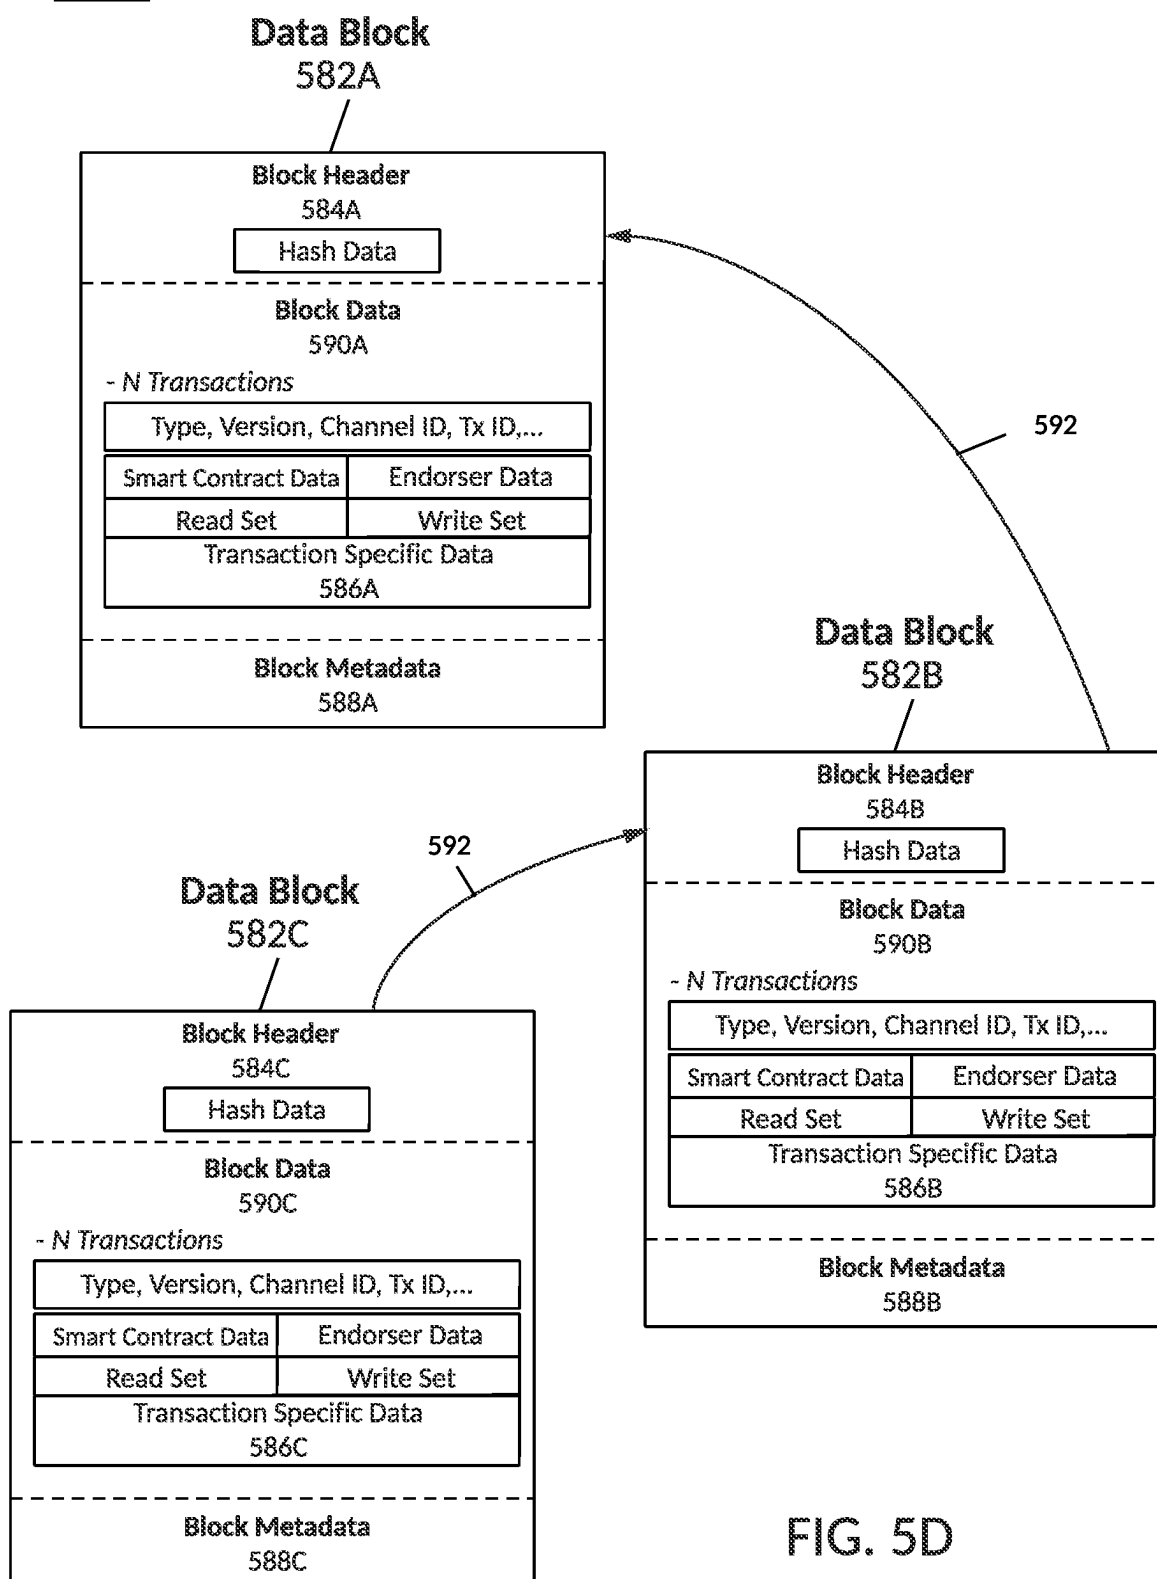 Data Block
582A
Block Header
584A
Hash Data
Block Data
590A
- N Transactions
Type, Version, Channel ID, Tx ID,...
Smart Contract Data
Endorser Data
Read Set
Write Set
Transaction Specific Data
586A
Block Metadata
588A
592
Data Block
582B
Block Header
584B
Hash Data
Block Data
590B
- N Transactions
Type, Version, Channel ID, Tx ID,...
Smart Contract Data
Endorser Data
Read Set
Write Set
Transaction Specific Data
586B
Block Metadata
588B
592
Data Block
582C
Block Header
584C
Hash Data
Block Data
590C
- N Transactions
Type, Version, Channel ID, Tx ID,...
Smart Contract Data
Endorser Data
Read Set
Write Set
Transaction Specific Data
586C
Block Metadata
588C
FIG. 5D